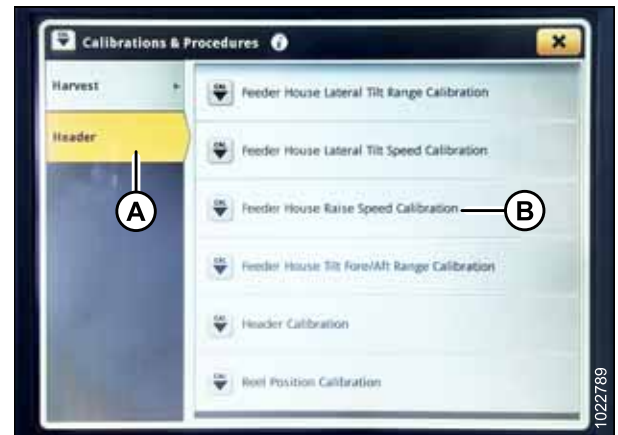 Calibrations & Procedures
Harvest
Header
Feeder House Lateral Tilt Range Calibration
Feeder House Lateral Tilt Speed Calibration
Feeder House Raise Speed Calibration
Feeder House Tilt Fore/Aft Range Calibration
Header Calibration
Reel Position Calibration
A
B
1022789